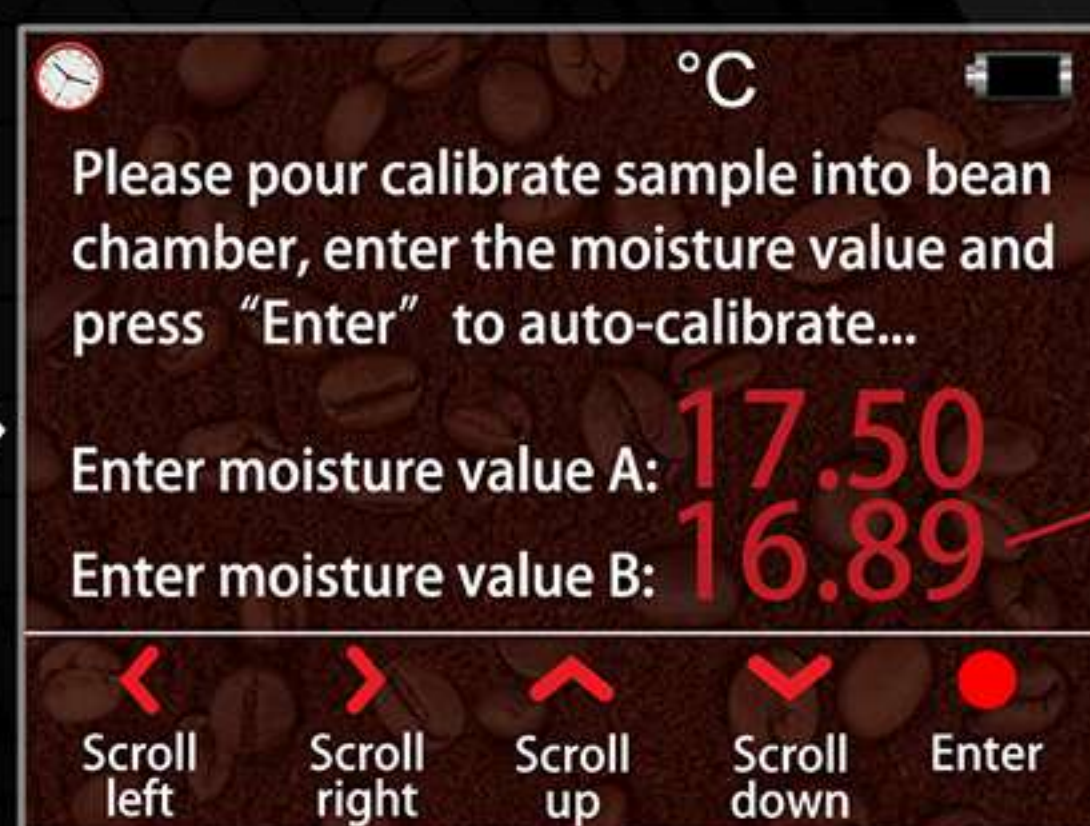 °C
Please pour calibrate sample into bean
chamber, enter the moisture value and
press “Enter” to auto-calibrate...
Enter moisture value A: 17.50
Enter moisture value B: 16.89
Scroll left
Scroll right
Scroll up
Scroll down
Enter